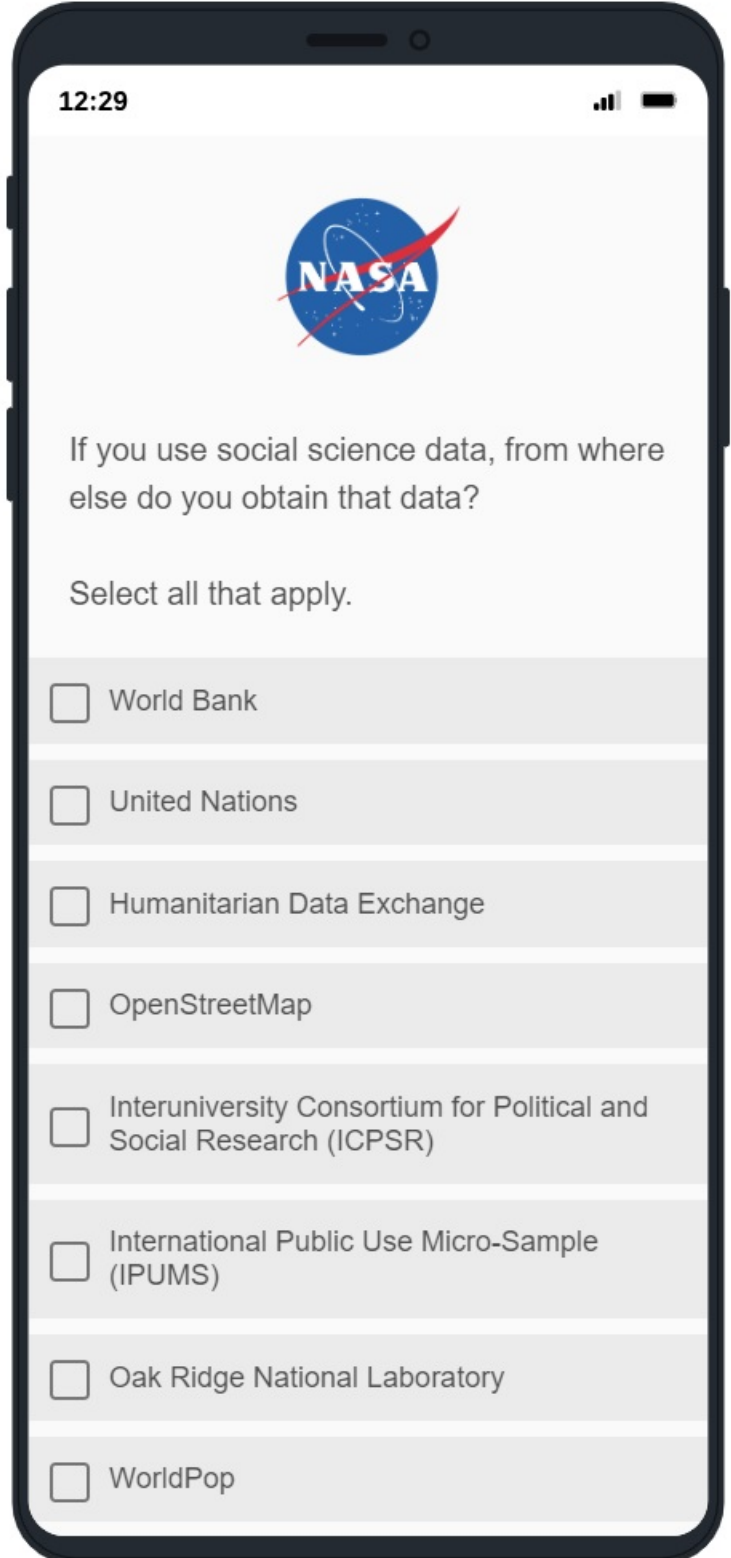 12:29
NASA
If you use social science data, from where
else do you obtain that data?
Select all that apply.
World Bank
United Nations
Humanitarian Data Exchange
OpenStreetMap
Interuniversity Consortium for Political and
Social Research (ICPSR)
International Public Use Micro-Sample
(IPUMS)
Oak Ridge National Laboratory
WorldPop